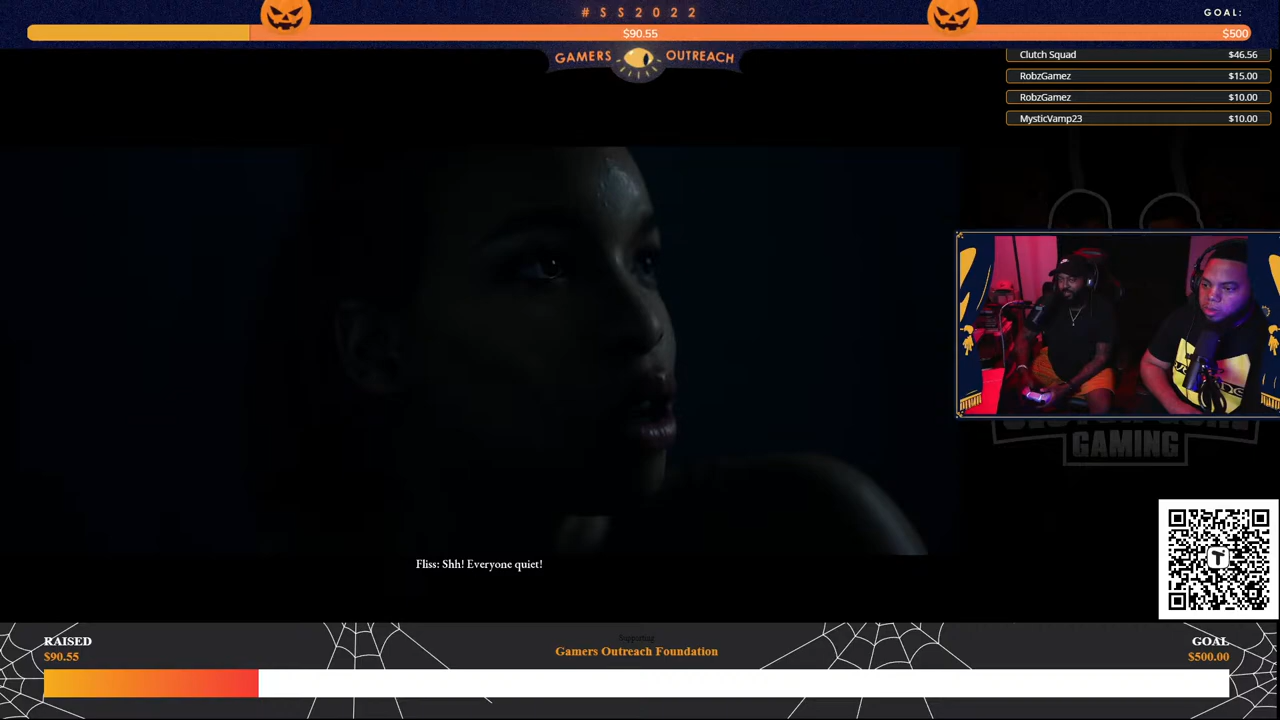 #SS2022
GOAL:
$90.55
$500
GAMERS OUTREACH
Clutch Squad $46.56
RobzGamez $15.00
RobzGamez $10.00
MysticVamp23 $10.00
GAMING
Fliss: Shh! Everyone quiet!
RAISED
$90.55
Supporting
Gamers Outreach Foundation
GOAL
$500.00